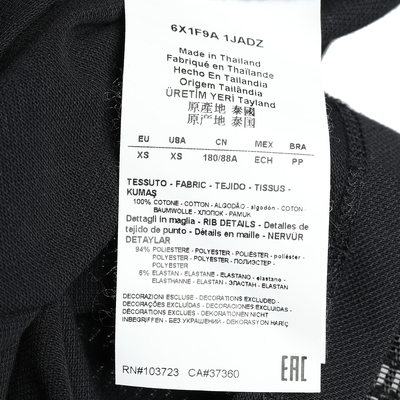 6X1F9A 1JADZ
Made in Thailand
Fabriqué en Thaïlande
Hecho En Tailandia
Origem Tailãndia
ÜRETİM YERİ Tayland
原產地 泰國
原产地 泰国
EU USA CN MEX BRA
XS XS 180/88A ECH PP
TESSUTO - FABRIC - TEJIDO - TISSUS -
KUMAŞ
100% COTONE - COTTON - ALGODÃO - algodón - COTON -
BAUMWOLLE - ХЛОПОК - PAMUK
Dettagli in maglia - RIB DETAILS - Detalles de
tejido de punto - Détails en maille - NERVÜR
DETAYLAR
94% POLIESTERE - POLYESTER - POLIÉSTER - poliéster -
POLYESTER - POLYESTER - ПОЛИЭСТЕР -
POLYESTER
6% ELASTAN - ELASTANE - ELASTANO - elastano -
ELASTHANNE - ELASTAN - ЭЛАСТАН - ELASTAN
DECORAZIONI ESCLUSE - DECORATIONS EXCLUDED -
DECORAÇÕES EXCLUÍDAS - DECORACIONES EXCLUIDAS -
DÉCORATIONS EXCLUES - DEKORATIONEN NICHT
INBEGRIFFEN - БЕЗ УКРАШЕНИЙ - DEKORASYON HARİÇ
RN#103723 CA#37360 EAC